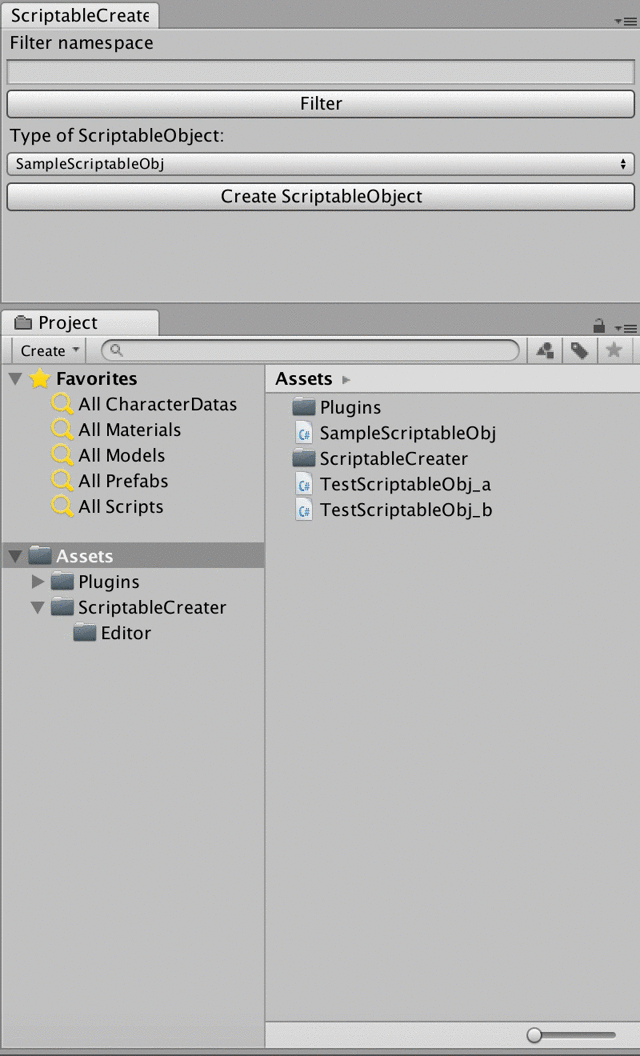 ScriptableCreate
Filter namespace
Filter
Type of ScriptableObject:
SampleScriptableObj
Create ScriptableObject
Project
Create
Favorites
All CharacterDatas
All Materials
All Models
All Prefabs
All Scripts
Assets
Plugins
ScriptableCreater
Editor
Assets
Plugins
C# SampleScriptableObj
ScriptableCreater
C# TestScriptableObj_a
C# TestScriptableObj_b